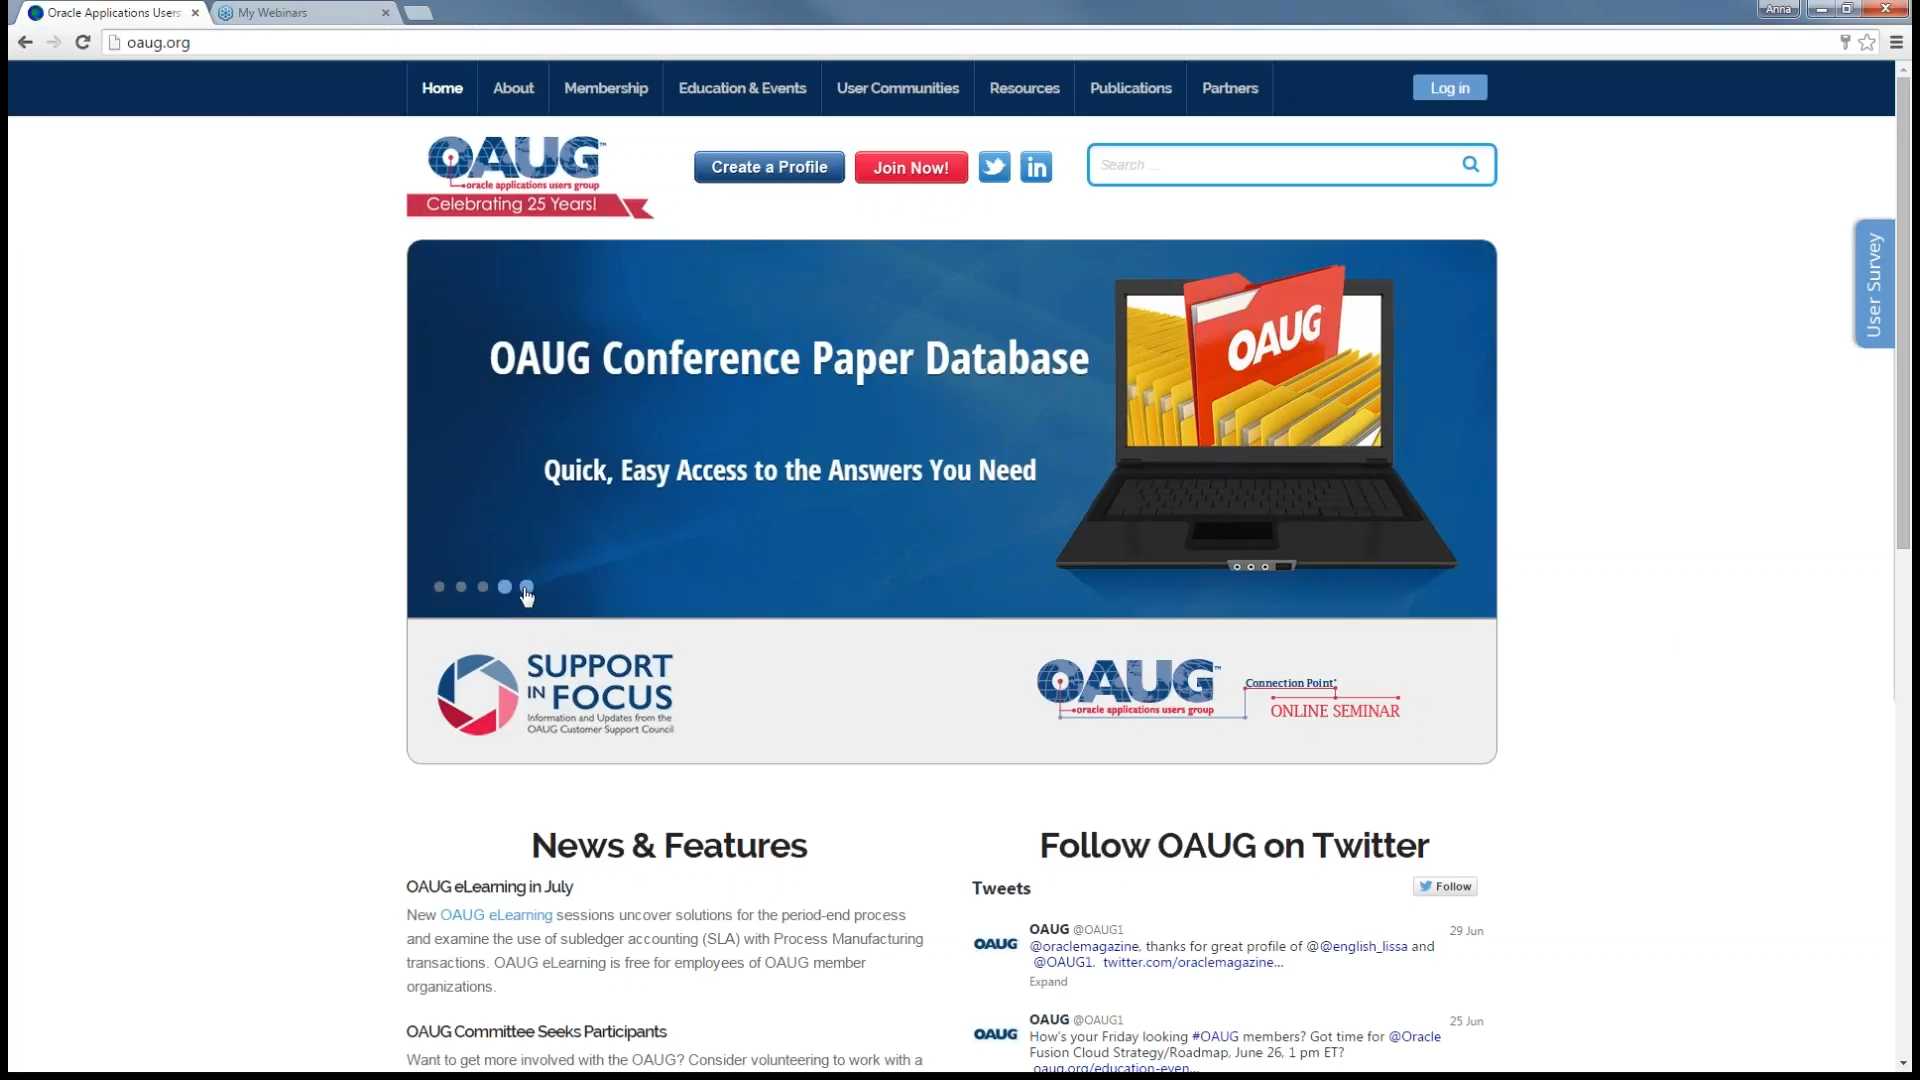 Oracle Applications Users
My Webinars
Anna
oaug.org
Home About Membership Education & Events User Communities Resources Publications Partners Log in
OAUG™
oracle applications users group
Celebrating 25 Years!
Create a Profile
Join Now!
in
Search ...
User Survey
OAUG
OAUG Conference Paper Database
Quick, Easy Access to the Answers You Need
SUPPORT
IN FOCUS
Information and Updates from the
OAUG Customer Support Council
OAUG™
oracle applications users group
Connection Point
ONLINE SEMINAR
News & Features
OAUG eLearning in July
New OAUG eLearning sessions uncover solutions for the period-end process
and examine the use of subledger accounting (SLA) with Process Manufacturing
transactions. OAUG eLearning is free for employees of OAUG member
organizations.
OAUG Committee Seeks Participants
Want to get more involved with the OAUG? Consider volunteering to work with a
Follow OAUG on Twitter
Tweets
Follow
OAUG
OAUG @OAUG1 29 Jun
@oraclemagazine, thanks for great profile of @@english_lissa and
@OAUG1. twitter.com/oraclemagazine...
Expand
OAUG
OAUG @OAUG1 25 Jun
How's your Friday looking #OAUG members? Got time for @Oracle
Fusion Cloud Strategy/Roadmap, June 26, 1 pm ET?
oaug.org/education-even...